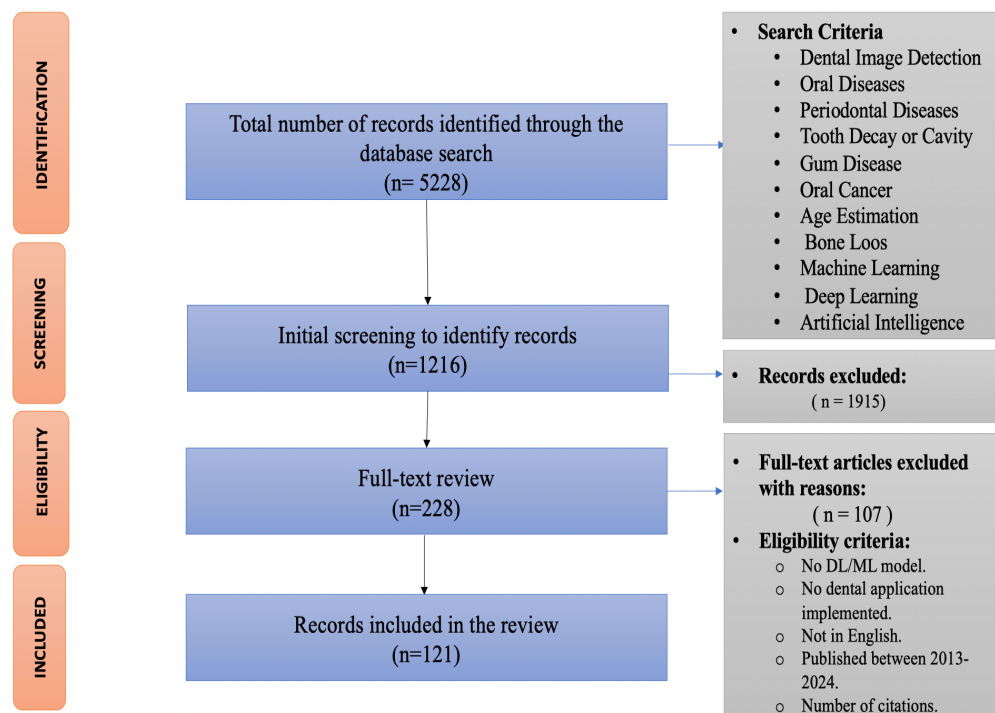 IDENTIFICATION
Total number of records identified through the
database search
(n= 5228)
• Search Criteria
• Dental Image Detection
• Oral Diseases
• Periodontal Diseases
• Tooth Decay or Cavity
• Gum Disease
• Oral Cancer
• Age Estimation
• Bone Loos
• Machine Learning
• Deep Learning
• Artificial Intelligence
SCREENING
Initial screening to identify records
(n=1216)
• Records excluded:
( n = 1915)
ELIGIBILITY
Full-text review
(n=228)
• Full-text articles excluded
with reasons:
( n = 107 )
• Eligibility criteria:
o No DL/ML model.
o No dental application
implemented.
o Not in English.
o Published between 2013-
2024.
o Number of citations.
INCLUDED
Records included in the review
(n=121)